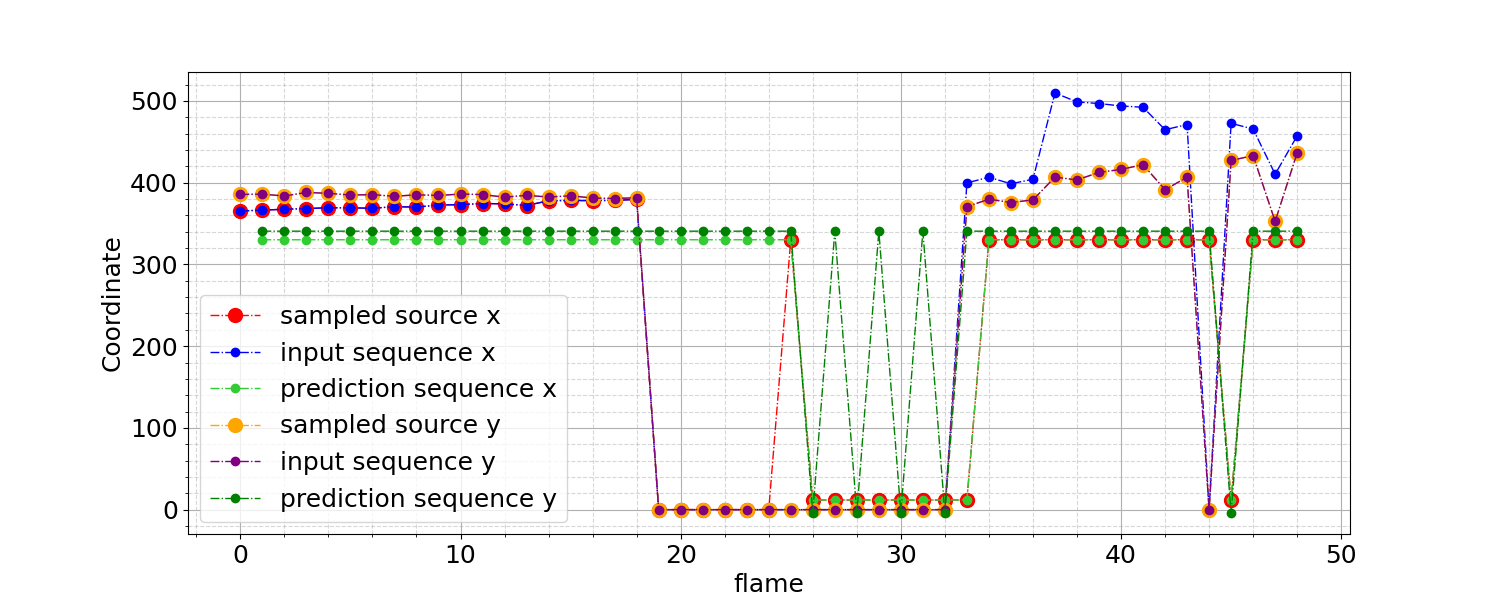 500
400
300
200
100
0
Coordinate
sampled source x
input sequence x
prediction sequence x
sampled source y
input sequence y
prediction sequence y
0 10 20 30 40 50
flame